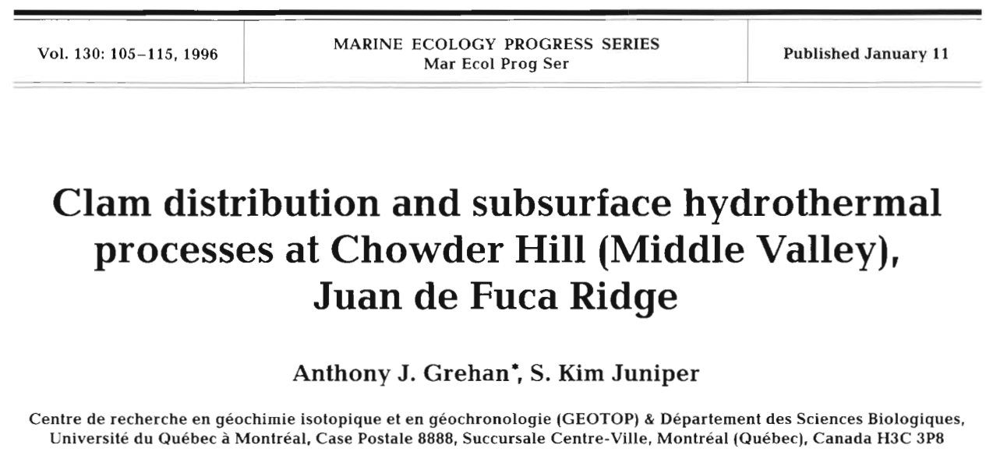 Vol. 130: 105–115, 1996
MARINE ECOLOGY PROGRESS SERIES
Mar Ecol Prog Ser
Published January 11
Clam distribution and subsurface hydrothermal
processes at Chowder Hill (Middle Valley),
Juan de Fuca Ridge
Anthony J. Grehan*, S. Kim Juniper
Centre de recherche en géochimie isotopique et en géochronologie (GEOTOP) & Département des Sciences Biologiques,
Université du Québec à Montréal, Case Postale 8888, Succursale Centre-Ville, Montréal (Québec), Canada H3C 3P8